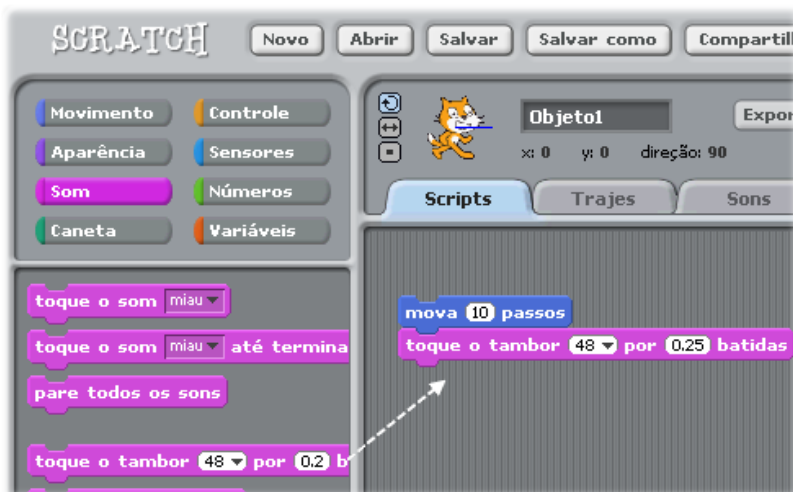 SCRATCH Novo Abrir Salvar Salvar como Compartill
Movimento Controle
Aparência Sensores
Som Números
Caneta Variáveis
Objeto1 Expor
x: 0 y: 0 direção: 90
Scripts Trajes Sons
toque o som miau
toque o som miau até termina
pare todos os sons
toque o tambor 48 por 0.2 b
mova 10 passos
toque o tambor 48 por 0.25 batidas